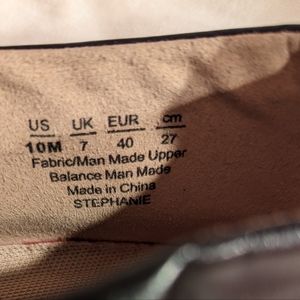 US UK EUR cm
10M 7 40 27
Fabric/Man Made Upper
Balance Man Made
Made in China
STEPHANIE